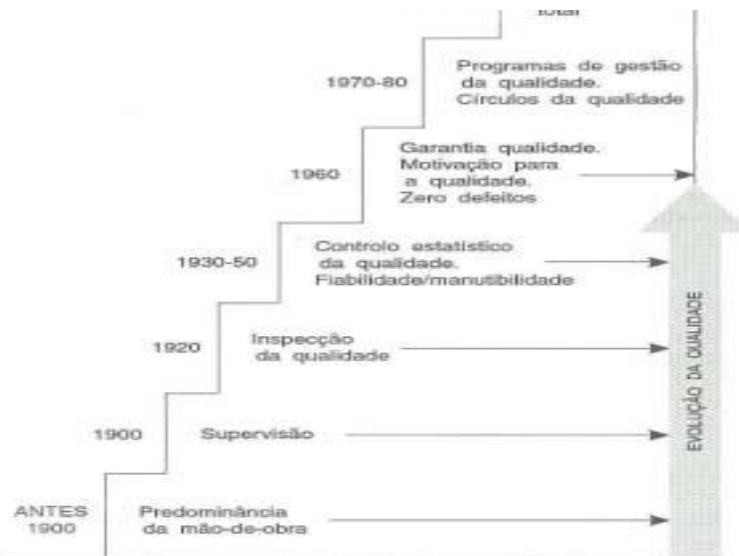 total
1970-80
Programas de gestão
da qualidade.
Círculos da qualidade
1960
Garantia qualidade.
Motivação para
a qualidade.
Zero defeitos
1930-50
Controlo estatístico
da qualidade.
Fiabilidade/manutibilidade
1920
Inspecção
da qualidade
1900
Supervisão
ANTES
1900
Predominância
da mão-de-obra
EVOLUÇÃO DA QUALIDADE